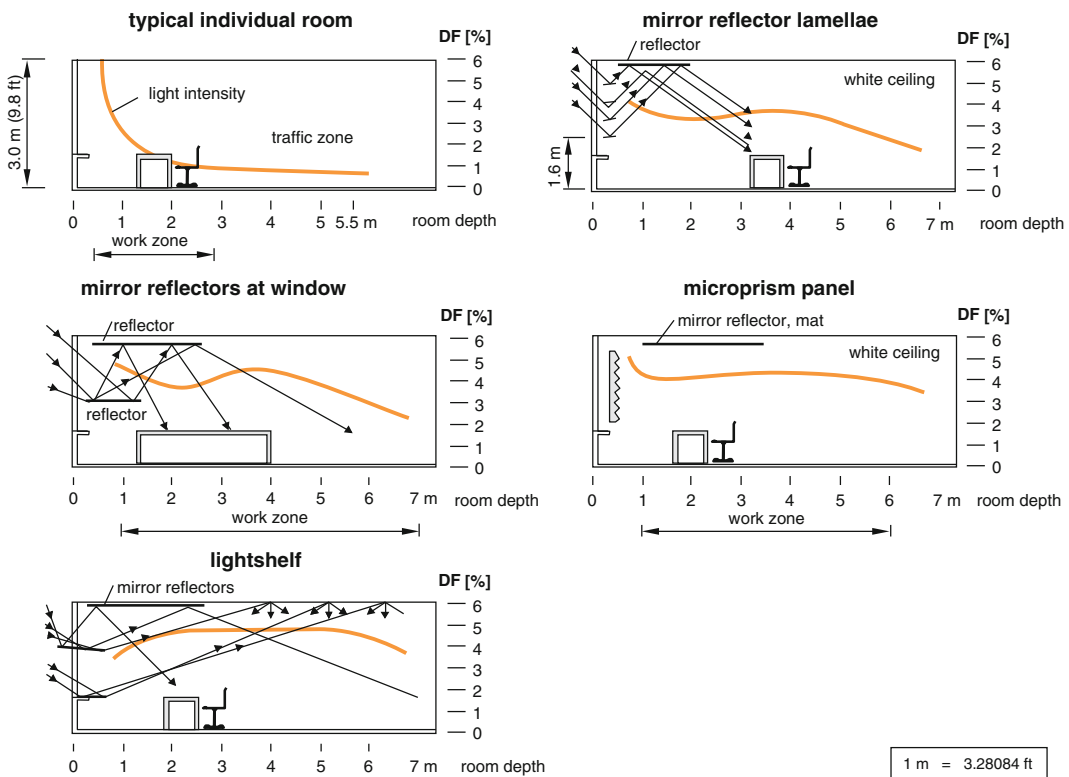 typical individual room
DF [%]
6
5
4
3
2
1
0
3.0 m (9.8 ft)
light intensity
traffic zone
0 1 2 3 4 5 5.5 m room depth
work zone
mirror reflector lamellae
reflector
DF [%]
white ceiling
6
5
4
3
2
1
0
1.6 m
0 1 2 3 4 5 6 7 m room depth
mirror reflectors at window
DF [%]
reflector
6
5
4
3
2
1
0
reflector
0 1 2 3 4 5 6 7 m room depth
work zone
microprism panel
DF [%]
mirror reflector, mat
white ceiling
6
5
4
3
2
1
0
0 1 2 3 4 5 6 7 m room depth
work zone
lightshelf
DF [%]
mirror reflectors
6
5
4
3
2
1
0
0 1 2 3 4 5 6 7 m room depth
1 m = 3.28084 ft